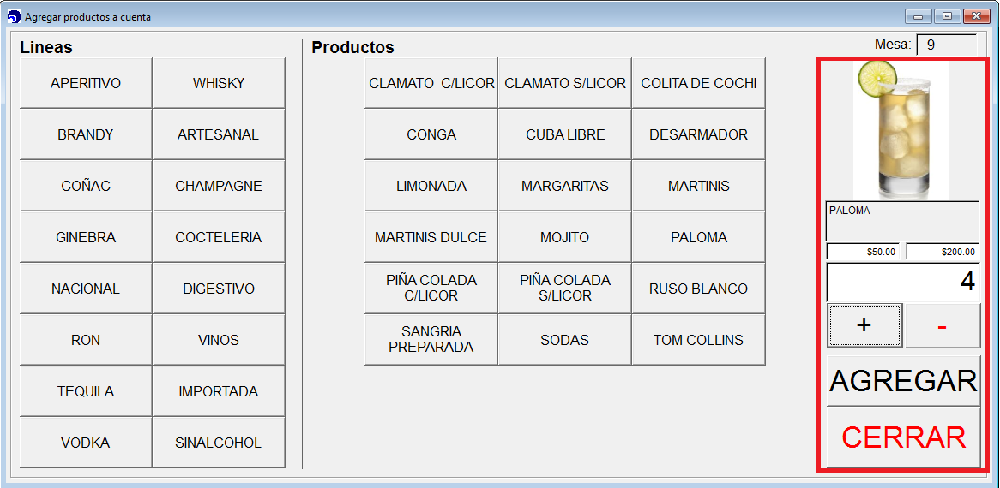 Agregar productos a cuenta
Lineas
Productos
Mesa: 9
APERITIVO
WHISKY
BRANDY
ARTESANAL
COÑAC
CHAMPAGNE
GINEBRA
COCTELERIA
NACIONAL
DIGESTIVO
RON
VINOS
TEQUILA
IMPORTADA
VODKA
SINALCOHOL
CLAMATO C/LICOR
CLAMATO S/LICOR
COLITA DE COCHI
CONGA
CUBA LIBRE
DESARMADOR
LIMONADA
MARGARITAS
MARTINIS
MARTINIS DULCE
MOJITO
PALOMA
PIÑA COLADA
C/LICOR
PIÑA COLADA
S/LICOR
RUSO BLANCO
SANGRIA
PREPARADA
SODAS
TOM COLLINS
PALOMA
$50.00
$200.00
4
+
-
AGREGAR
CERRAR